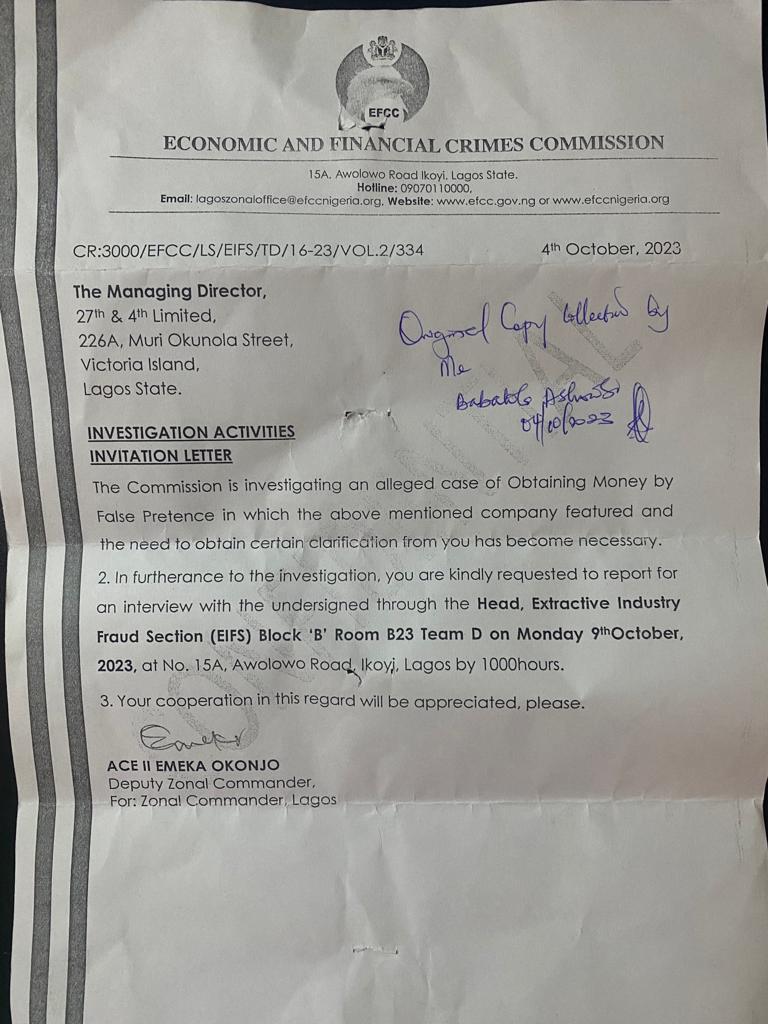 EFCC
ECONOMIC AND FINANCIAL CRIMES COMMISSION
15A, Awolowo Road Ikoyi, Lagos State.
Hotline: 09070110000,
Email: lagoszonaloffice@efccnigeria.org, Website: www.efcc.gov.ng or www.efccnigeria.org
CR:3000/EFCC/LS/EIFS/TD/16-23/VOL.2/334
4th October, 2023
The Managing Director,
27th & 4th Limited,
226A, Muri Okunola Street,
Victoria Island,
Lagos State.
Original Copy Collected by
Me
04/10/2023
INVESTIGATION ACTIVITIES
INVITATION LETTER
The Commission is investigating an alleged case of Obtaining Money by
False Pretence in which the above mentioned company featured and
the need to obtain certain clarification from you has become necessary.
2. In furtherance to the investigation, you are kindly requested to report for
an interview with the undersigned through the Head, Extractive Industry
Fraud Section (EIFS) Block ‘B’ Room B23 Team D on Monday 9thOctober,
2023, at No. 15A, Awolowo Road, Ikoyi, Lagos by 1000hours.
3. Your cooperation in this regard will be appreciated, please.
Emeka
ACE II EMEKA OKONJO
Deputy Zonal Commander,
For: Zonal Commander, Lagos
CONFIDENTIAL